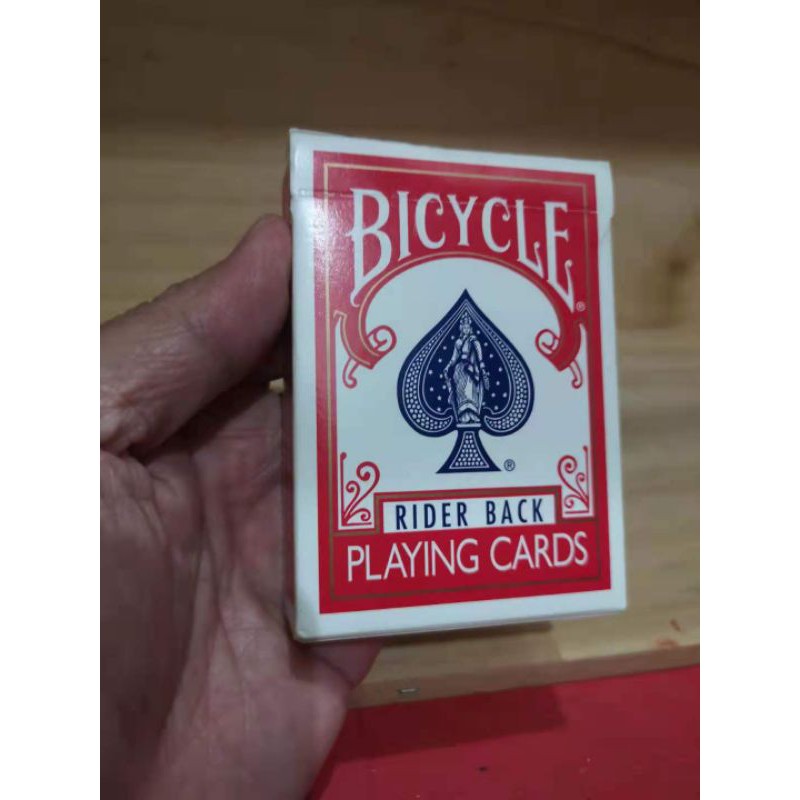 BICYCLE®
®
RIDER BACK
PLAYING CARDS